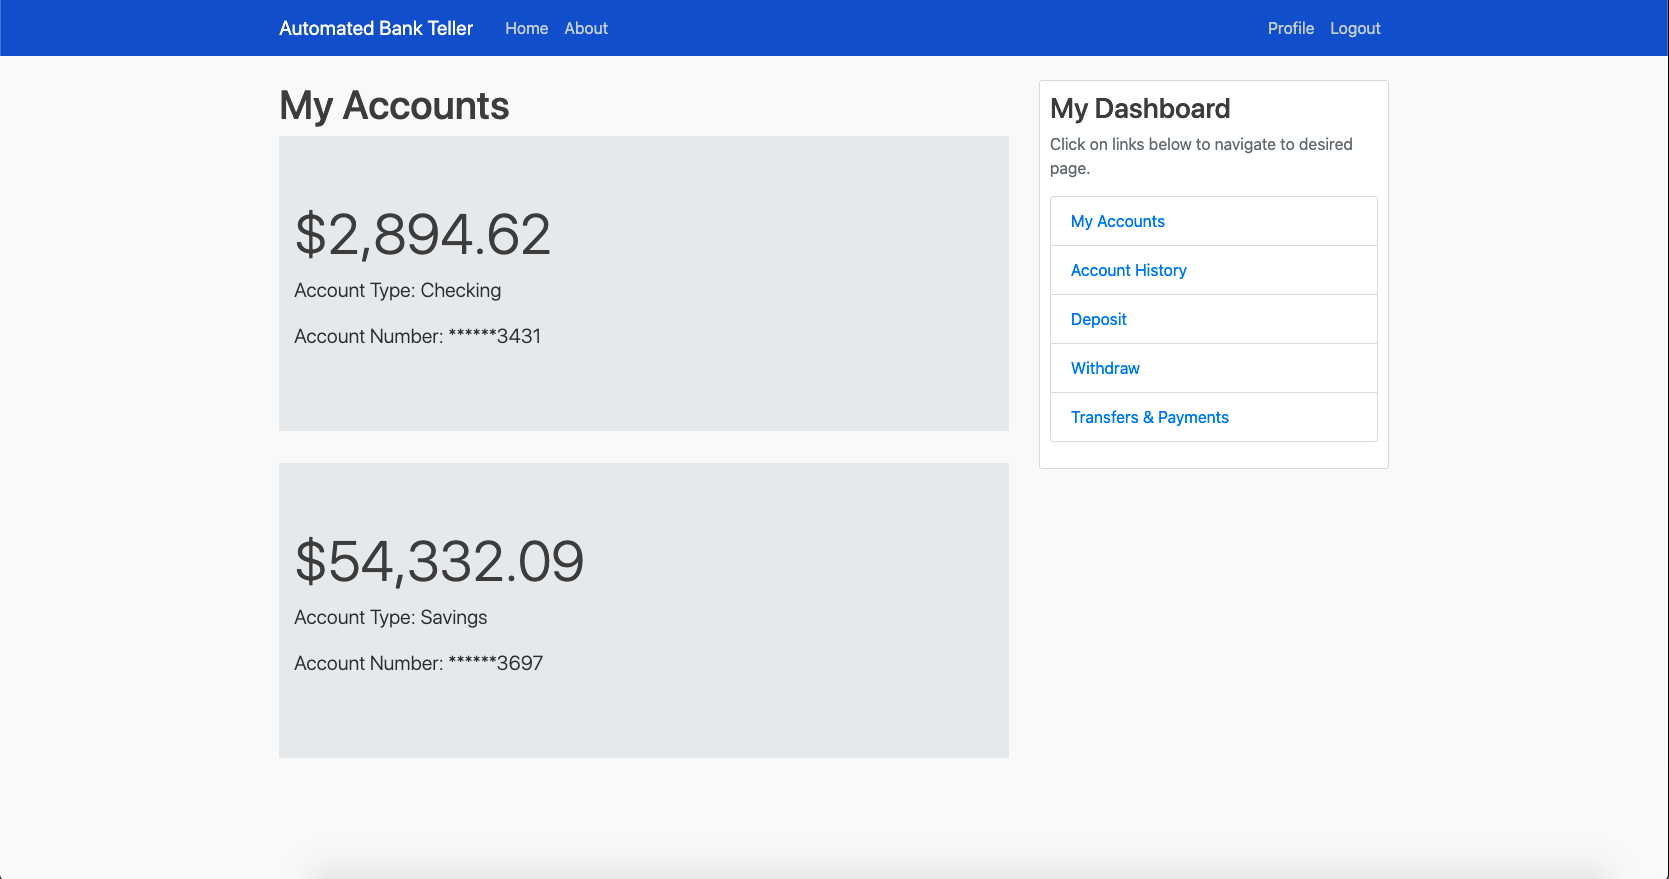 Automated Bank Teller Home About Profile Logout
My Accounts
$2,894.62
Account Type: Checking
Account Number: ******3431
$54,332.09
Account Type: Savings
Account Number: ******3697
My Dashboard
Click on links below to navigate to desired
page.
My Accounts
Account History
Deposit
Withdraw
Transfers & Payments